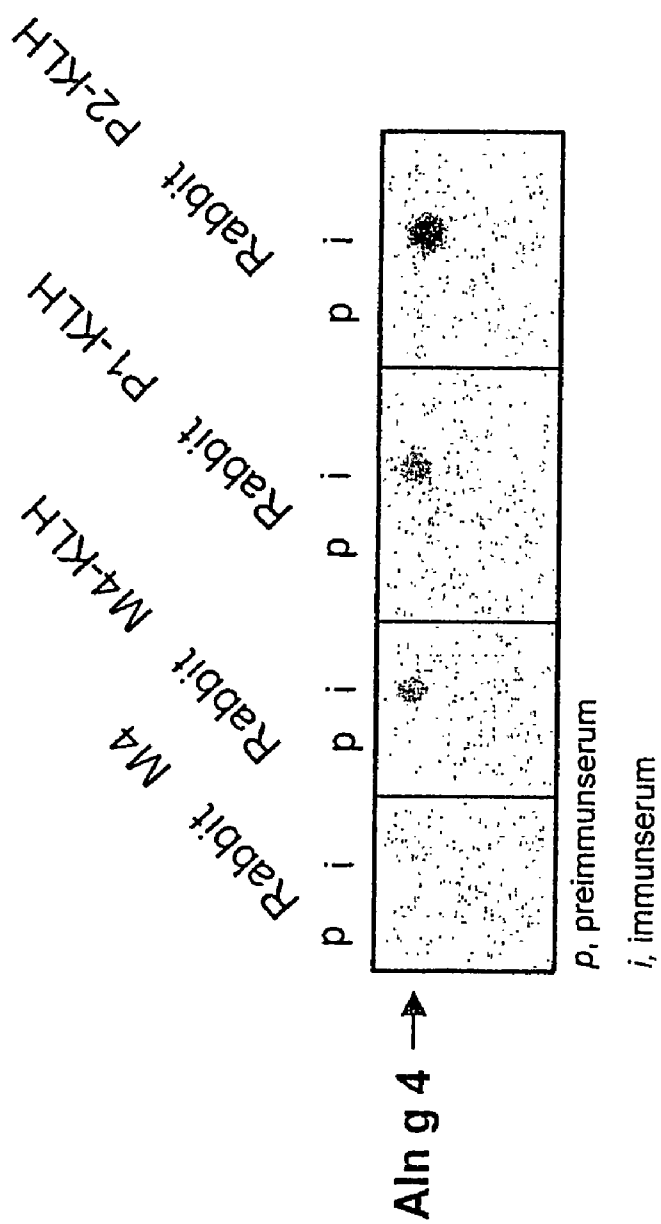 Rabbit M4
Rabbit M4-KLH
Rabbit P1-KLH
Rabbit P2-KLH
p i p i p i p i
Aln g 4
p, preimmunserum
i, immunserum